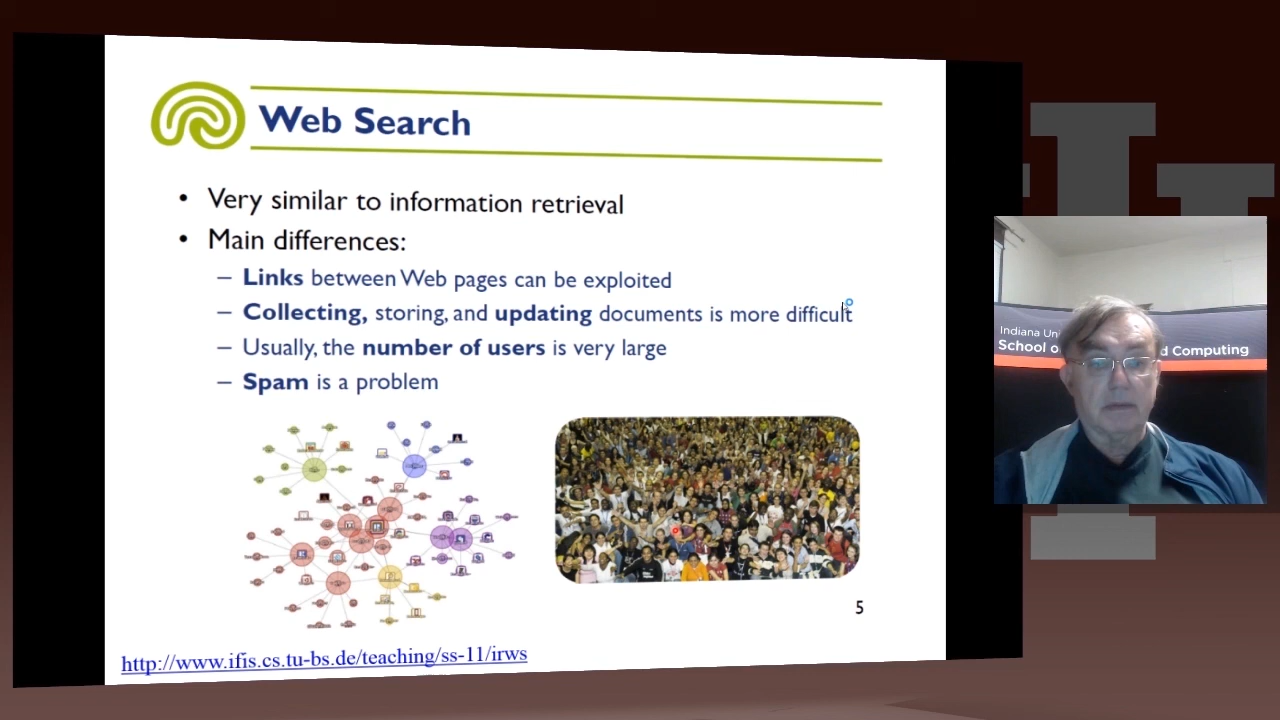 Web Search
• Very similar to information retrieval
• Main differences:
– Links between Web pages can be exploited
– Collecting, storing, and updating documents is more difficult
– Usually, the number of users is very large
– Spam is a problem
5
http://www.ifis.cs.tu-bs.de/teaching/ss-11/irws
Indiana Uni
School of d Computing